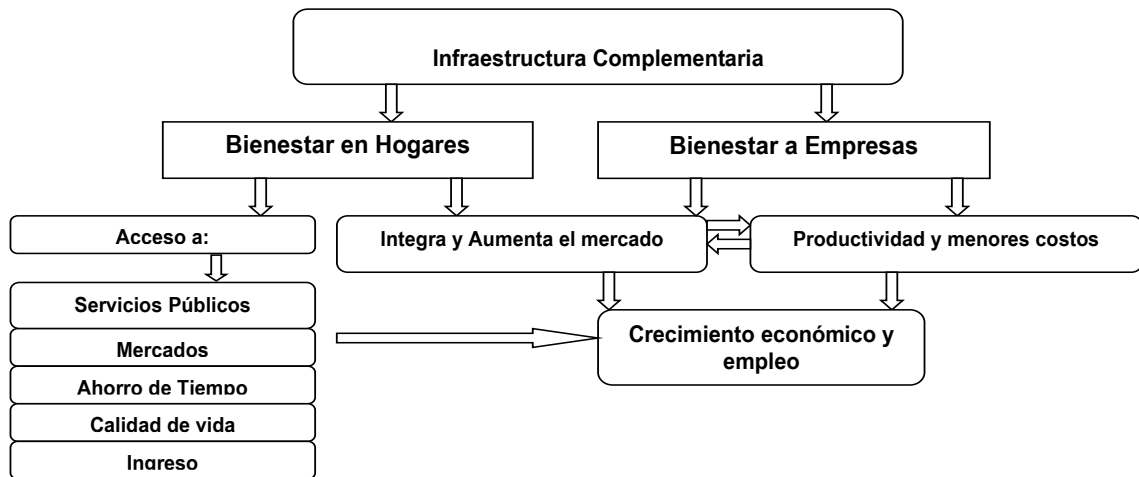 Infraestructura Complementaria
Bienestar en Hogares
Bienestar a Empresas
Acceso a:
Integra y Aumenta el mercado
Productividad y menores costos
Servicios Públicos
Mercados
Ahorro de Tiempo
Calidad de vida
Ingreso
Crecimiento económico y
empleo